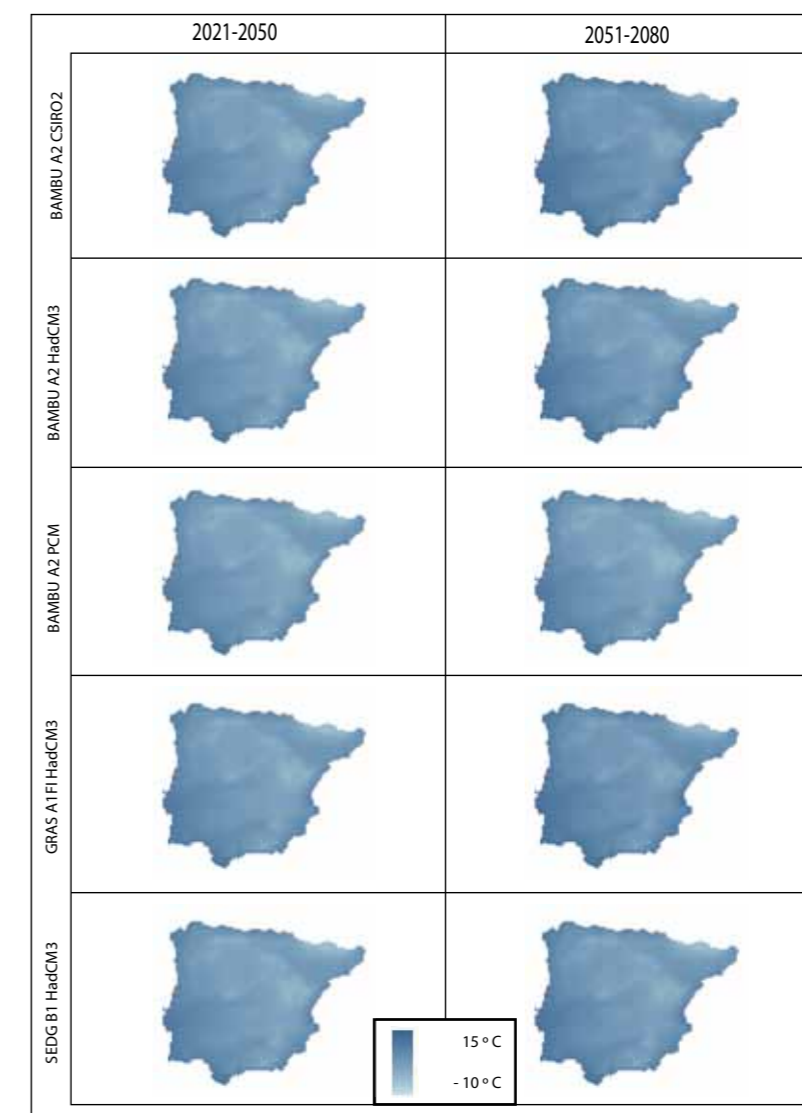 2021-2050
2051-2080
BAMBU A2 CSIRO2
BAMBU A2 HadCM3
BAMBU A2 PCM
GRAS A1FI HadCM3
SEDG B1 HadCM3
15 º C
- 10 º C